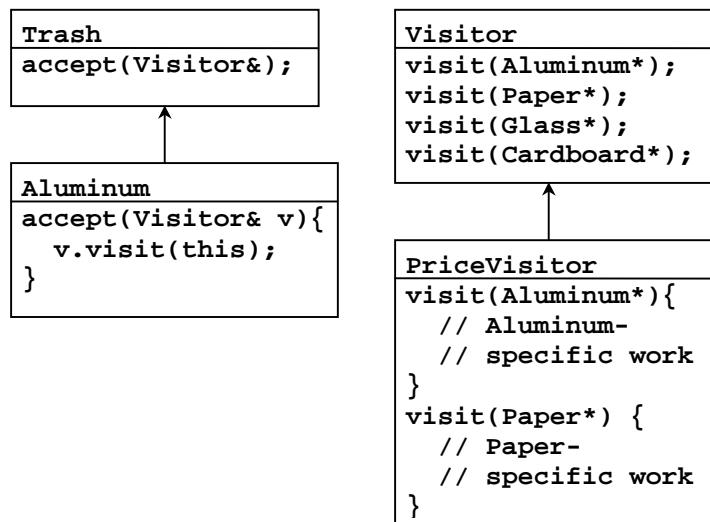 Trash
accept(Visitor&);
Aluminum
accept(Visitor& v){
  v.visit(this);
}
Visitor
visit(Aluminum*);
visit(Paper*);
visit(Glass*);
visit(Cardboard*);
PriceVisitor
visit(Aluminum*){
  // Aluminum-
  // specific work
}
visit(Paper*) {
  // Paper-
  // specific work
}